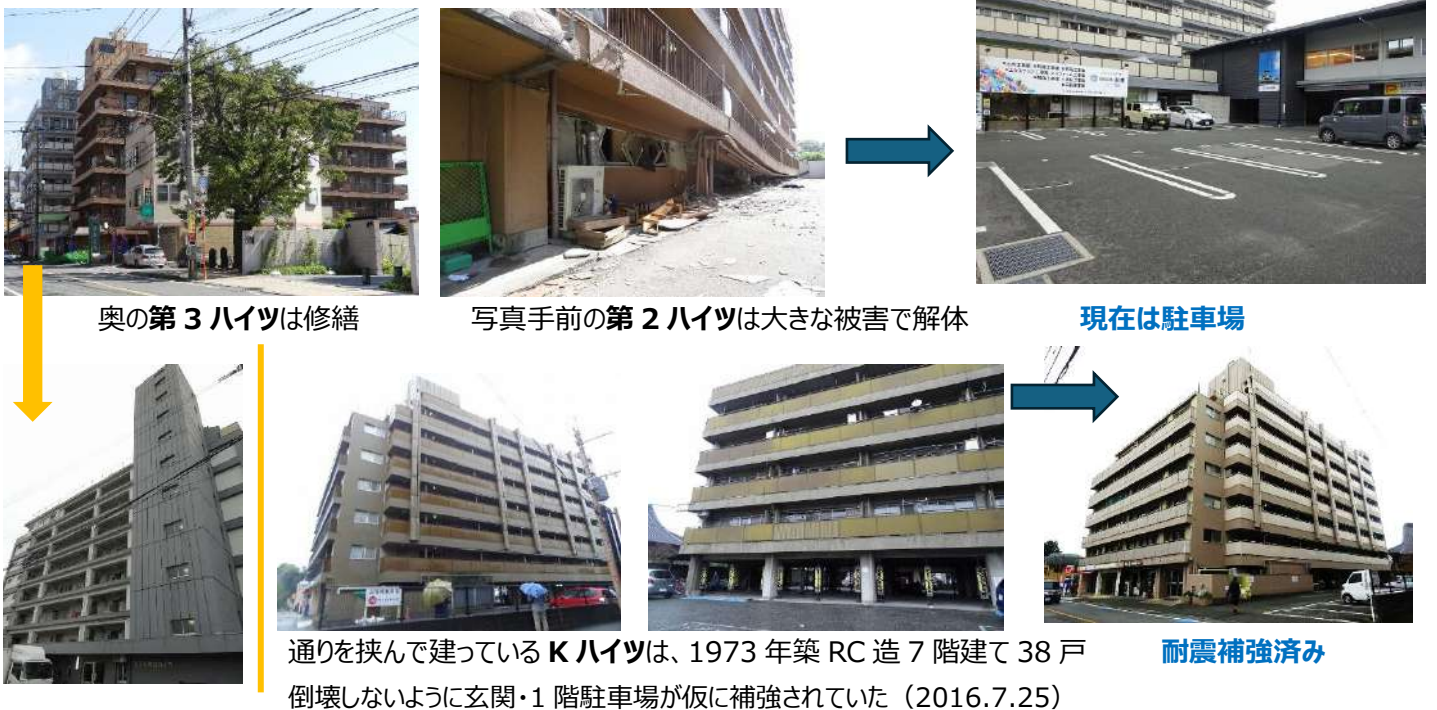 奥の第 3 ハイツは修繕
写真手前の第 2 ハイツは大きな被害で解体
現在は駐車場
通りを挟んで建っている K ハイツは、1973 年築 RC 造 7 階建て 38 戸
倒壊しないように玄関・1 階駐車場が仮に補強されていた（2016.7.25）
耐震補強済み